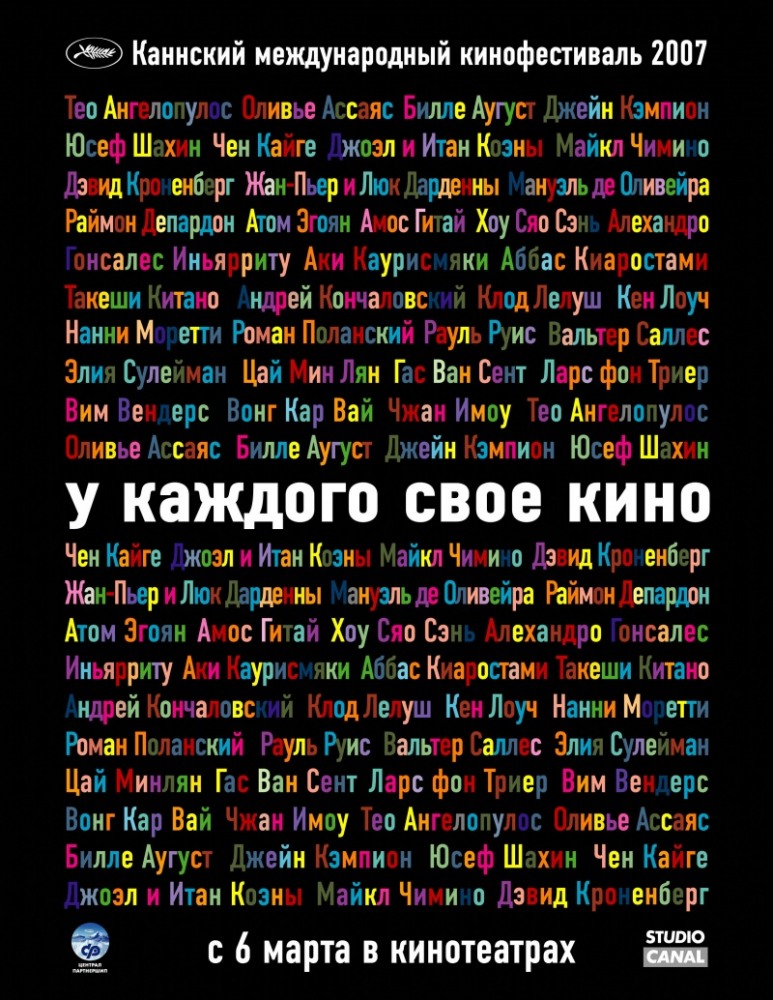 Каннский международный кинофестиваль 2007
Тео Ангелопулос Оливье Ассаяс Билле Аугуст Джейн Кэмпион
Юсеф Шахин Чен Кайге Джоэл и Итан Коэны Майкл Чимино
Дэвид Кроненберг Жан-Пьер и Люк Дарденны Мануэль де Оливейра
Раймон Депардон Атом Эгоян Амос Гитай Хоу Сяо Сэнь Алехандро
Гонсалес Иньярриту Аки Каурисмяки Аббас Киаростами
Такеши Китано Андрей Кончаловский Клод Лелуш Кен Лоуч
Нанни Моретти Роман Поланский Рауль Руис Вальтер Саллес
Элия Сулейман Цай Мин Лян Гас Ван Сент Ларс фон Триер
Вим Вендерс Вонг Кар Вай Чжан Имоу Тео Ангелопулос
Оливье Ассаяс Билле Аугуст Джейн Кэмпион Юсеф Шахин
у каждого свое кино
Чен Кайге Джоэл и Итан Коэны Майкл Чимино Дэвид Кроненберг
Жан-Пьер и Люк Дарденны Мануэль де Оливейра Раймон Депардон
Атом Эгоян Амос Гитай Хоу Сяо Сэнь Алехандро Гонсалес
Иньярриту Аки Каурисмяки Аббас Киаростами Такеши Китано
Андрей Кончаловский Клод Лелуш Кен Лоуч Нанни Моретти
Роман Поланский Рауль Руис Вальтер Саллес Элия Сулейман
Цай Минлян Гас Ван Сент Ларс фон Триер Вим Вендерс
Вонг Кар Вай Чжан Имоу Тео Ангелопулос Оливье Ассаяс
Билле Аугуст Джейн Кэмпион Юсеф Шахин Чен Кайге
Джоэл и Итан Коэны Майкл Чимино Дэвид Кроненберг
ЦЕНТРАЛ
ПАРТНЕРШИП
с 6 марта в кинотеатрах
STUDIO
CANAL